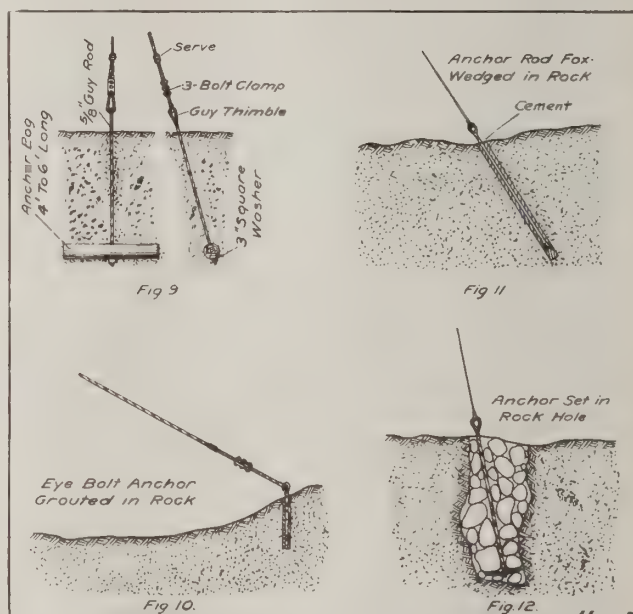 Serve
3-Bolt Clamp
Guy Thimble
5/8" Guy Rod
Anchor Log
4' To 6' Long
3" Square
Washer
Fig 9
Anchor Rod Fox-
Wedged in Rock
Cement
Fig 11
Eye Bolt Anchor
Grouted in Rock
Fig 10.
Anchor Set in
Rock Hole
Fig. 12.